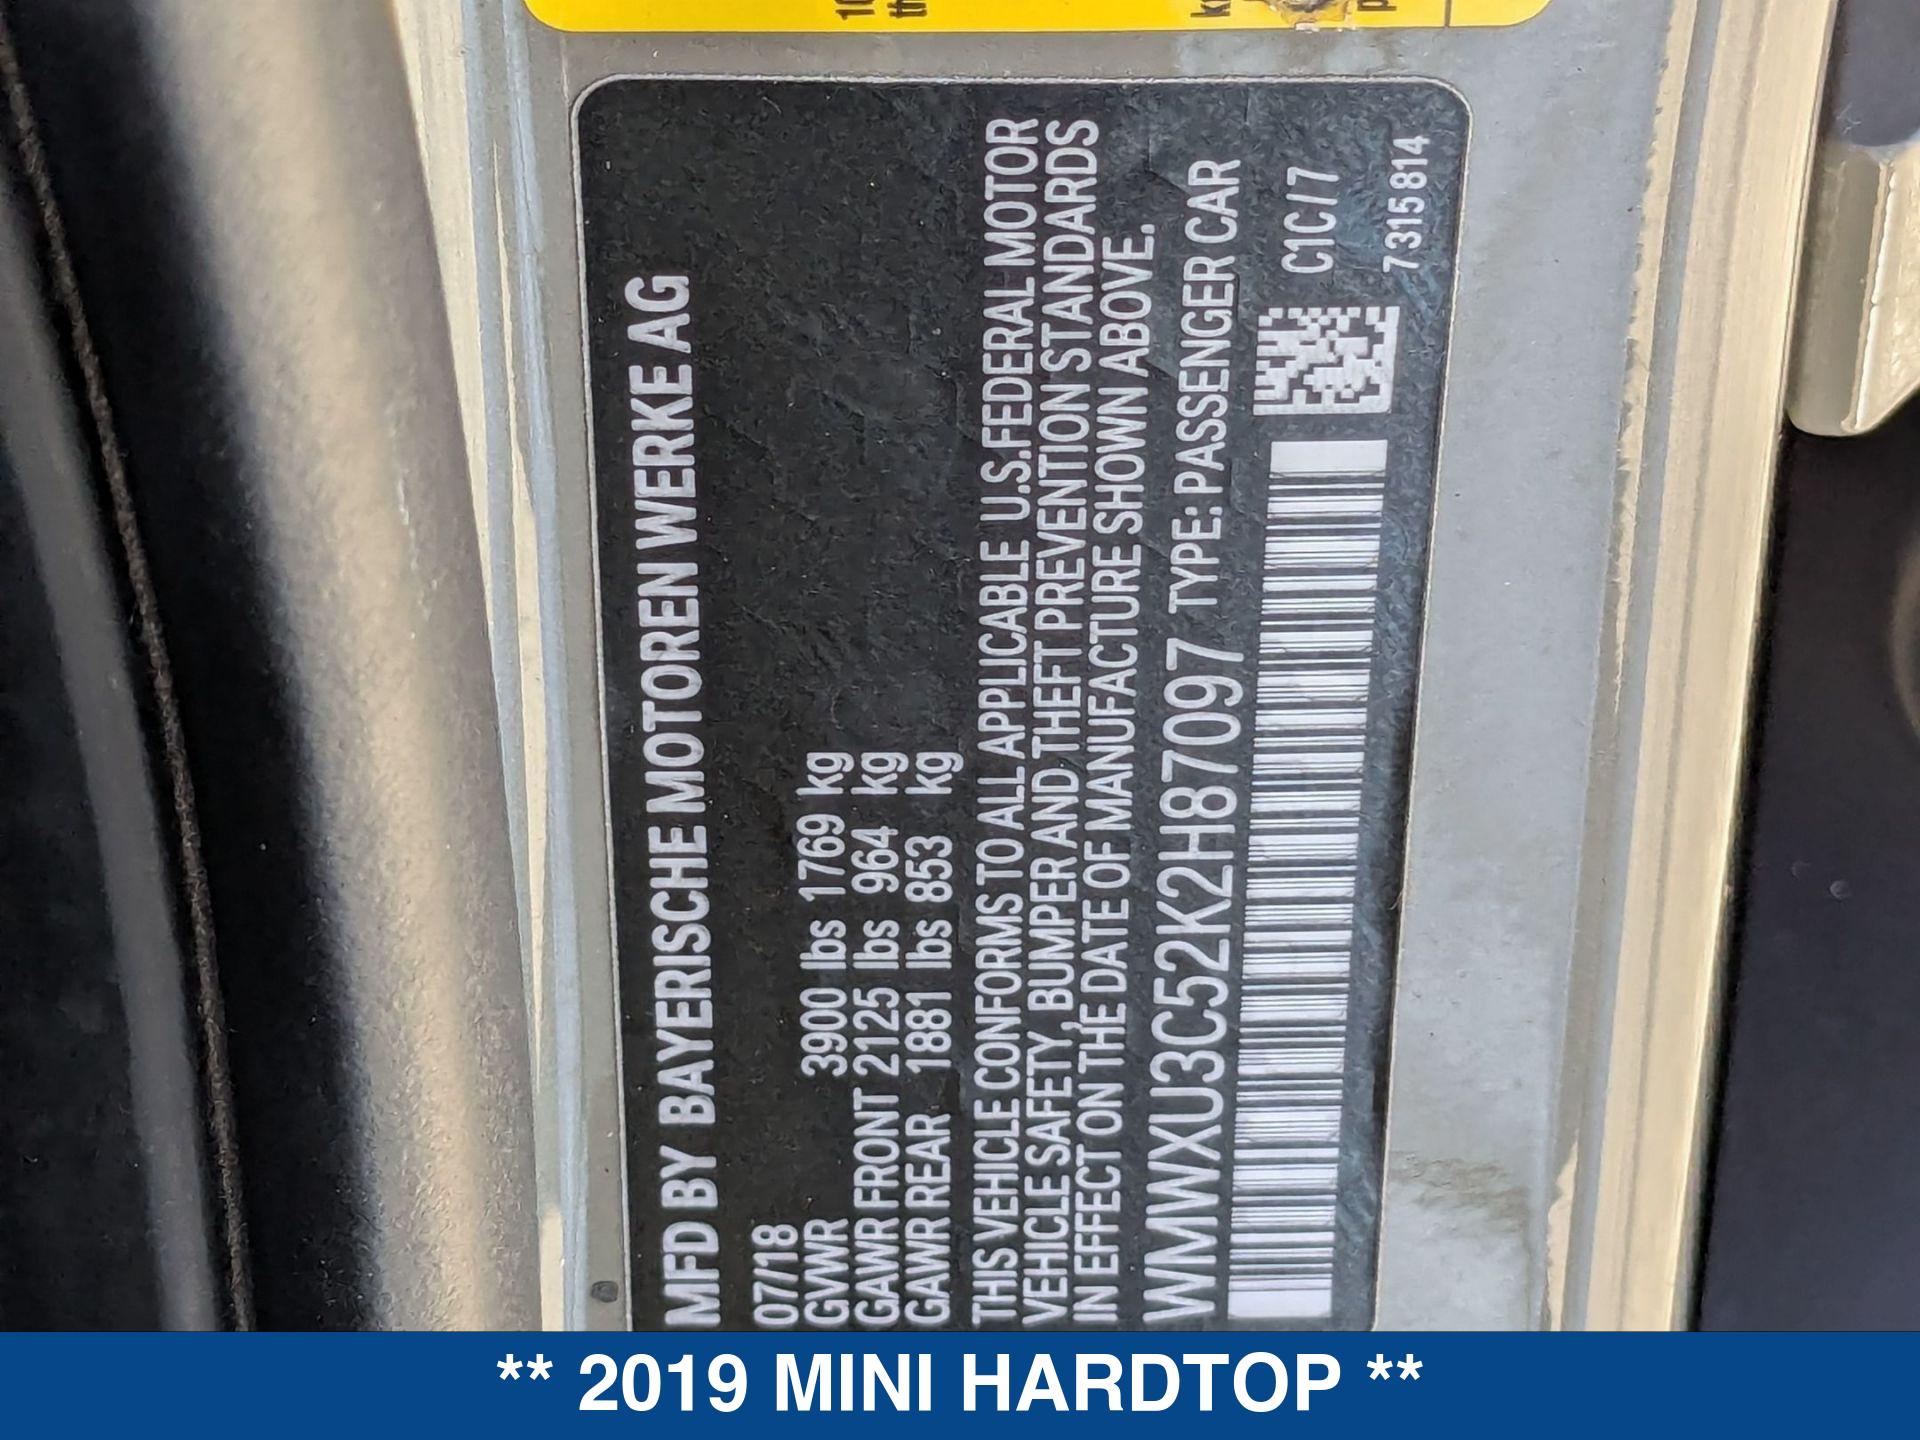 MFD BY BAYERISCHE MOTOREN WERKE AG
07/18
GVWR 3900 lbs 1769 kg
GAWR FRONT 2125 lbs 964 kg
GAWR REAR 1881 lbs 853 kg
THIS VEHICLE CONFORMS TO ALL APPLICABLE U.S.FEDERAL MOTOR
VEHICLE SAFETY, BUMPER AND THEFT PREVENTION STANDARDS
IN EFFECT ON THE DATE OF MANUFACTURE SHOWN ABOVE.
WMWXU3C52K2H87097 TYPE: PASSENGER CAR
C1C/7
7315814
** 2019 MINI HARDTOP **